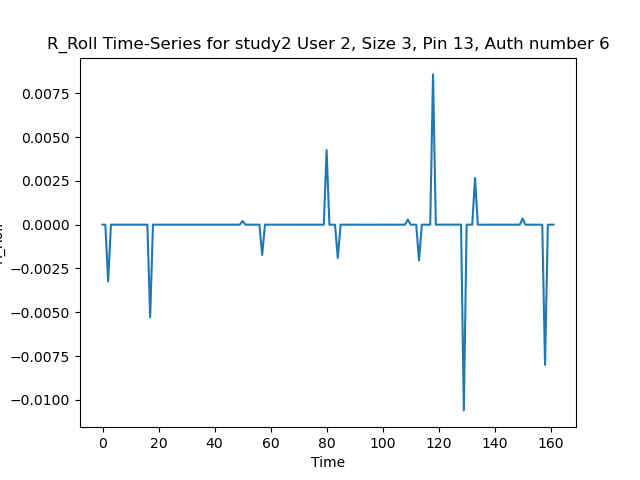 R_Roll Time-Series for study2 User 2, Size 3, Pin 13, Auth number 6
0.0075
0.0050
0.0025
0.0000
−0.0025
−0.0050
−0.0075
−0.0100
R_Roll
0 20 40 60 80 100 120 140 160
Time